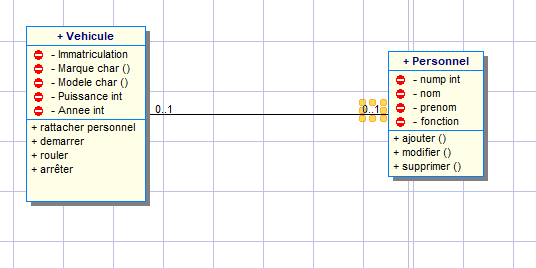 + Vehicule
- Immatriculation
- Marque char ()
- Modele char ()
- Puissance int
- Annee int
+ rattacher personnel
+ demarrer
+ rouler
+ arrêter
0..1
0..1
+ Personnel
- nump int
- nom
- prenom
- fonction
+ ajouter ()
+ modifier ()
+ supprimer ()